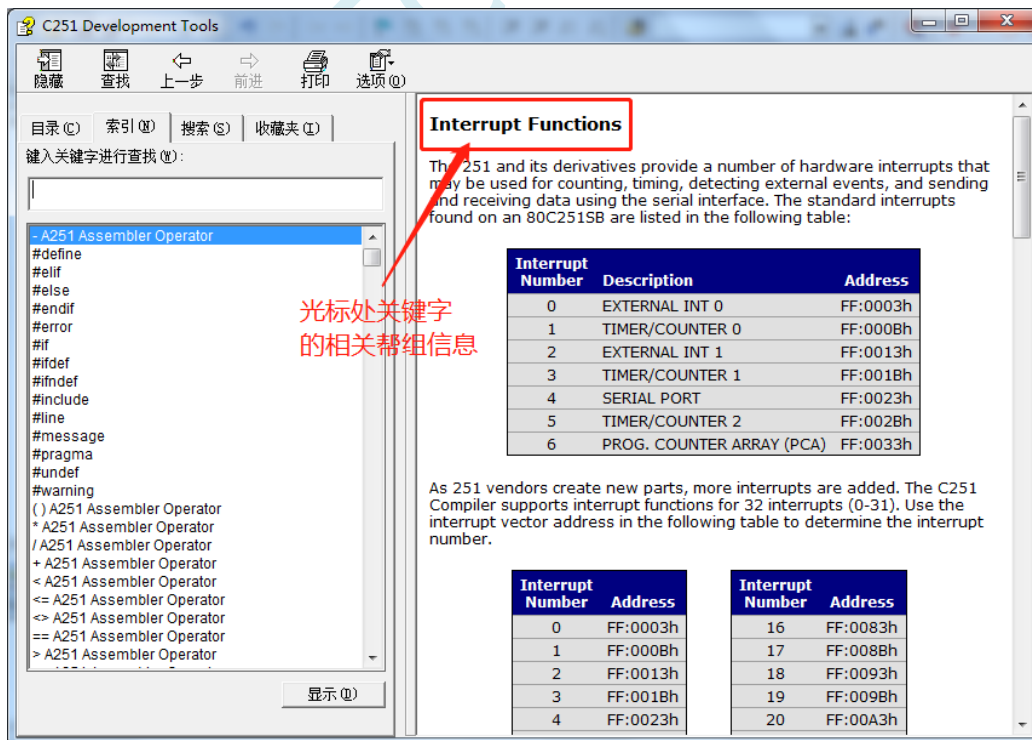 C251 Development Tools
隐藏 查找 上一步 前进 打印 选项(O)
目录(C) 索引(N) 搜索(S) 收藏夹(I)
键入关键字进行查找(W):
- A251 Assembler Operator
#define
#elif
#else
#endif
#error
#if
#ifdef
#ifndef
#include
#line
#message
#pragma
#undef
#warning
( ) A251 Assembler Operator
* A251 Assembler Operator
/ A251 Assembler Operator
+ A251 Assembler Operator
< A251 Assembler Operator
<= A251 Assembler Operator
<> A251 Assembler Operator
== A251 Assembler Operator
> A251 Assembler Operator
显示(D)
光标处关键字
的相关帮组信息
Interrupt Functions
The 251 and its derivatives provide a number of hardware interrupts that
may be used for counting, timing, detecting external events, and sending
and receiving data using the serial interface. The standard interrupts
found on an 80C251SB are listed in the following table:
Interrupt
Number Description Address
0 EXTERNAL INT 0 FF:0003h
1 TIMER/COUNTER 0 FF:000Bh
2 EXTERNAL INT 1 FF:0013h
3 TIMER/COUNTER 1 FF:001Bh
4 SERIAL PORT FF:0023h
5 TIMER/COUNTER 2 FF:002Bh
6 PROG. COUNTER ARRAY (PCA) FF:0033h
As 251 vendors create new parts, more interrupts are added. The C251
Compiler supports interrupt functions for 32 interrupts (0-31). Use the
interrupt vector address in the following table to determine the interrupt
number.
Interrupt Interrupt
Number Address Number Address
0 FF:0003h 16 FF:0083h
1 FF:000Bh 17 FF:008Bh
2 FF:0013h 18 FF:0093h
3 FF:001Bh 19 FF:009Bh
4 FF:0023h 20 FF:00A3h